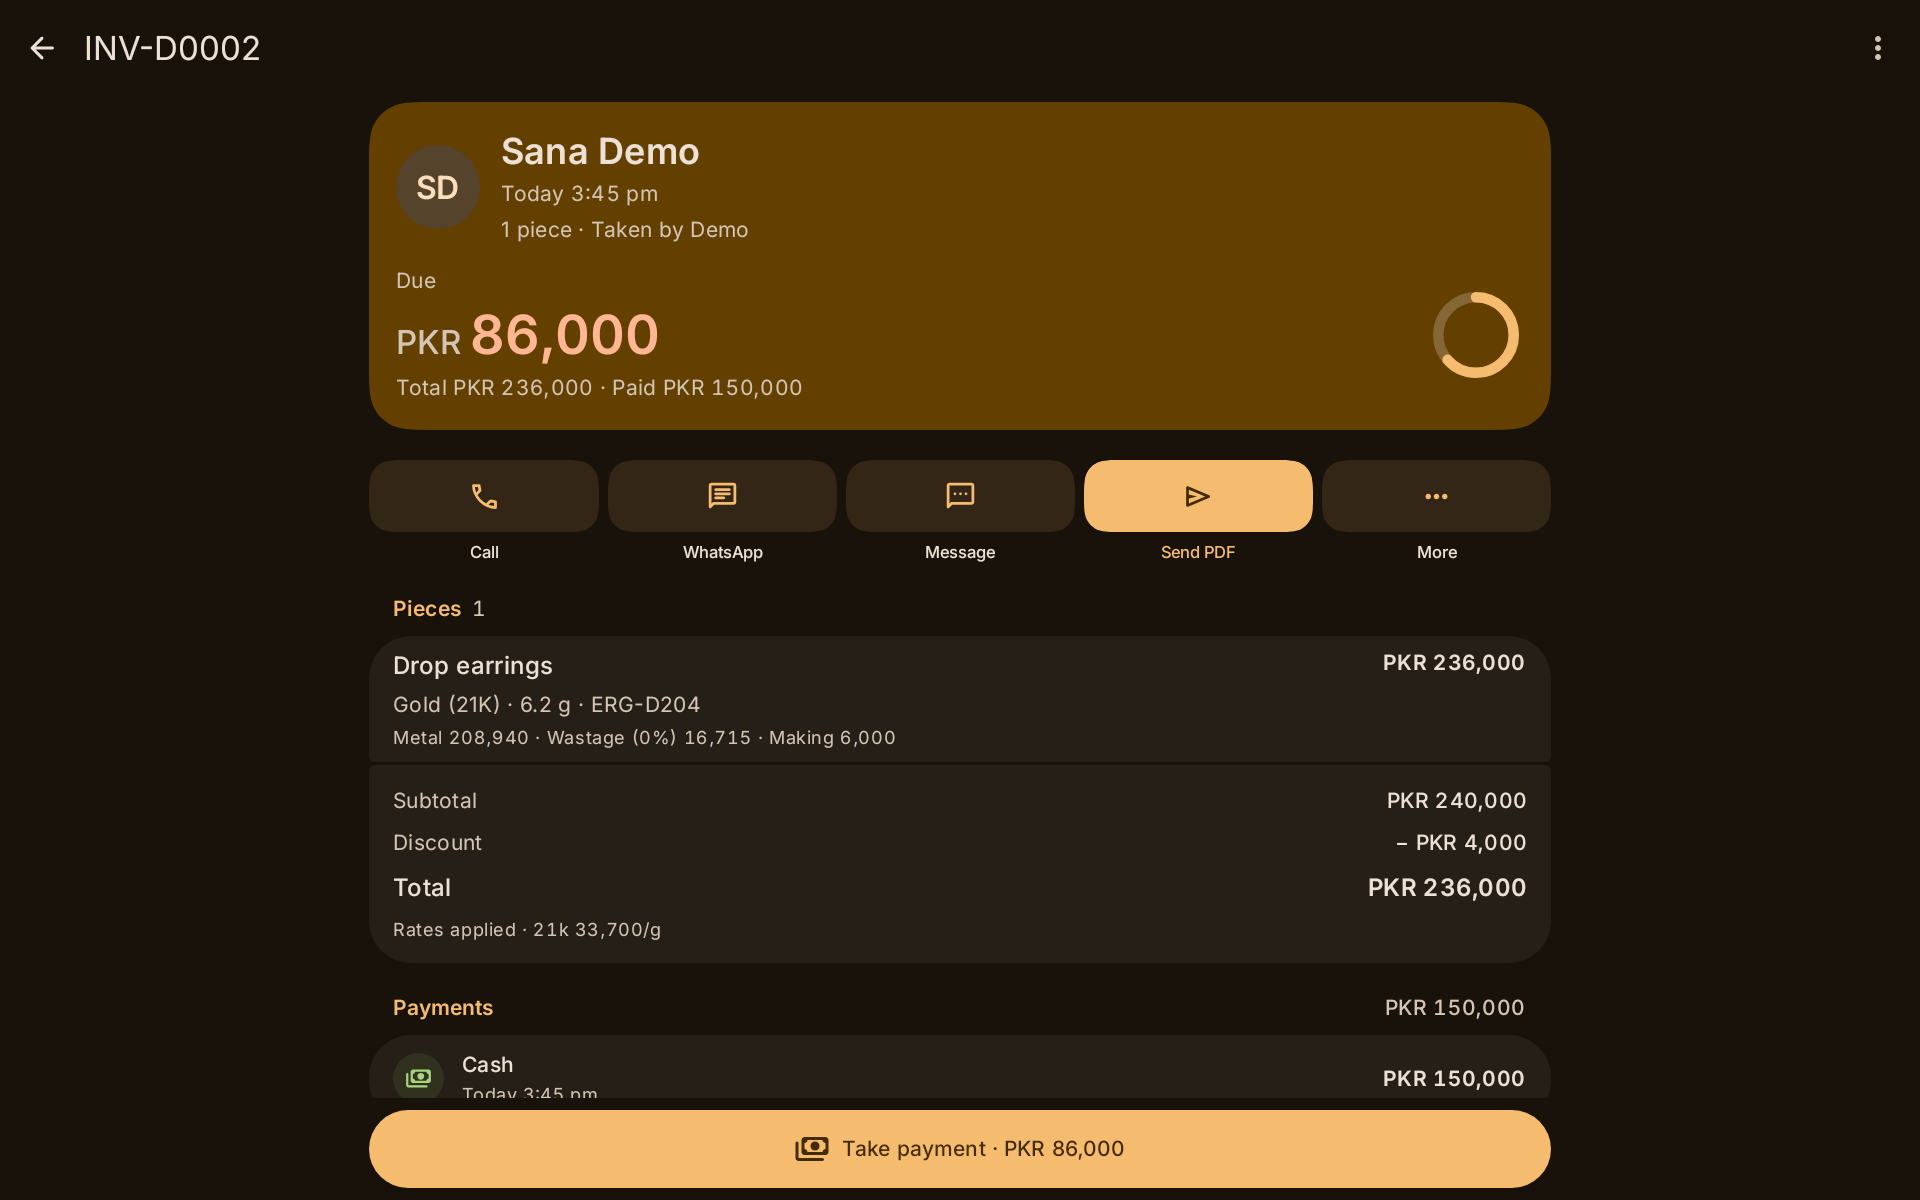 INV-D0002
SD
Sana Demo
Today 3:45 pm
1 piece · Taken by Demo
Due
PKR 86,000
Total PKR 236,000 · Paid PKR 150,000
Call
WhatsApp
Message
Send PDF
More
Pieces 1
Drop earrings
PKR 236,000
Gold (21K) · 6.2 g · ERG-D204
Metal 208,940 · Wastage (0%) 16,715 · Making 6,000
Subtotal
PKR 240,000
Discount
– PKR 4,000
Total
PKR 236,000
Rates applied · 21k 33,700/g
Payments
PKR 150,000
Cash
PKR 150,000
Today 3:45 pm
Take payment · PKR 86,000